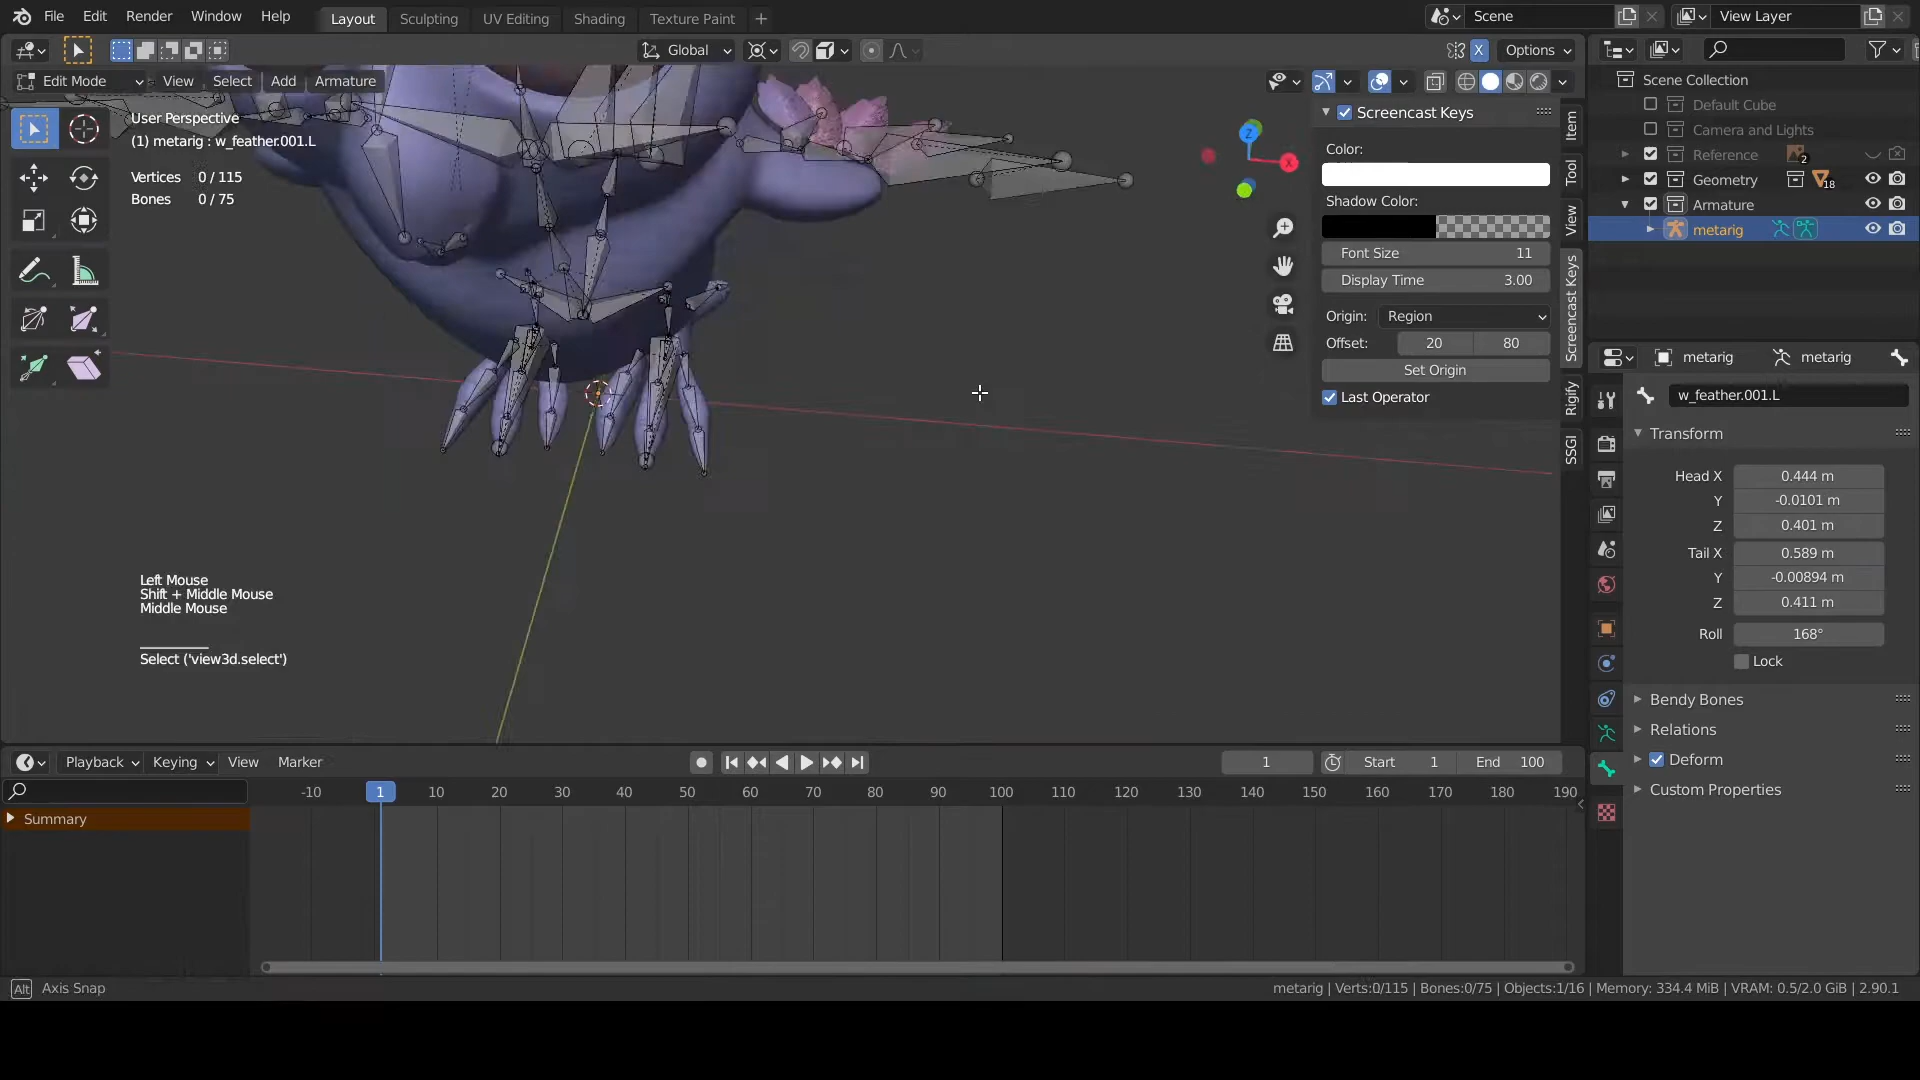 File Edit Render Window Help Layout Sculpting UV Editing Shading Texture Paint + Scene View Layer
Global X Options
Edit Mode View Select Add Armature
User Perspective
(1) metarig : w_feather.001.L
Vertices 0 / 115
Bones 0 / 75
Left Mouse
Shift + Middle Mouse
Middle Mouse
Select ('view3d.select')
Z
X
Screencast Keys
Color:
Shadow Color:
Font Size 11
Display Time 3.00
Origin: Region
Offset: 20 80
Set Origin
Last Operator
Item
Tool
View
Screencast Keys
Rigify
SSGI
Scene Collection
Default Cube
Camera and Lights
Reference 2
Geometry 18
Armature
metarig
metarig metarig
w_feather.001.L
Transform
Head X 0.444 m
Y -0.0101 m
Z 0.401 m
Tail X 0.589 m
Y -0.00894 m
Z 0.411 m
Roll 168°
Lock
Bendy Bones
Relations
Deform
Custom Properties
Playback Keying View Marker 1 Start 1 End 100
-10 1 10 20 30 40 50 60 70 80 90 100 110 120 130 140 150 160 170 180 190
Summary
Alt Axis Snap
metarig | Verts:0/115 | Bones:0/75 | Objects:1/16 | Memory: 334.4 MiB | VRAM: 0.5/2.0 GiB | 2.90.1